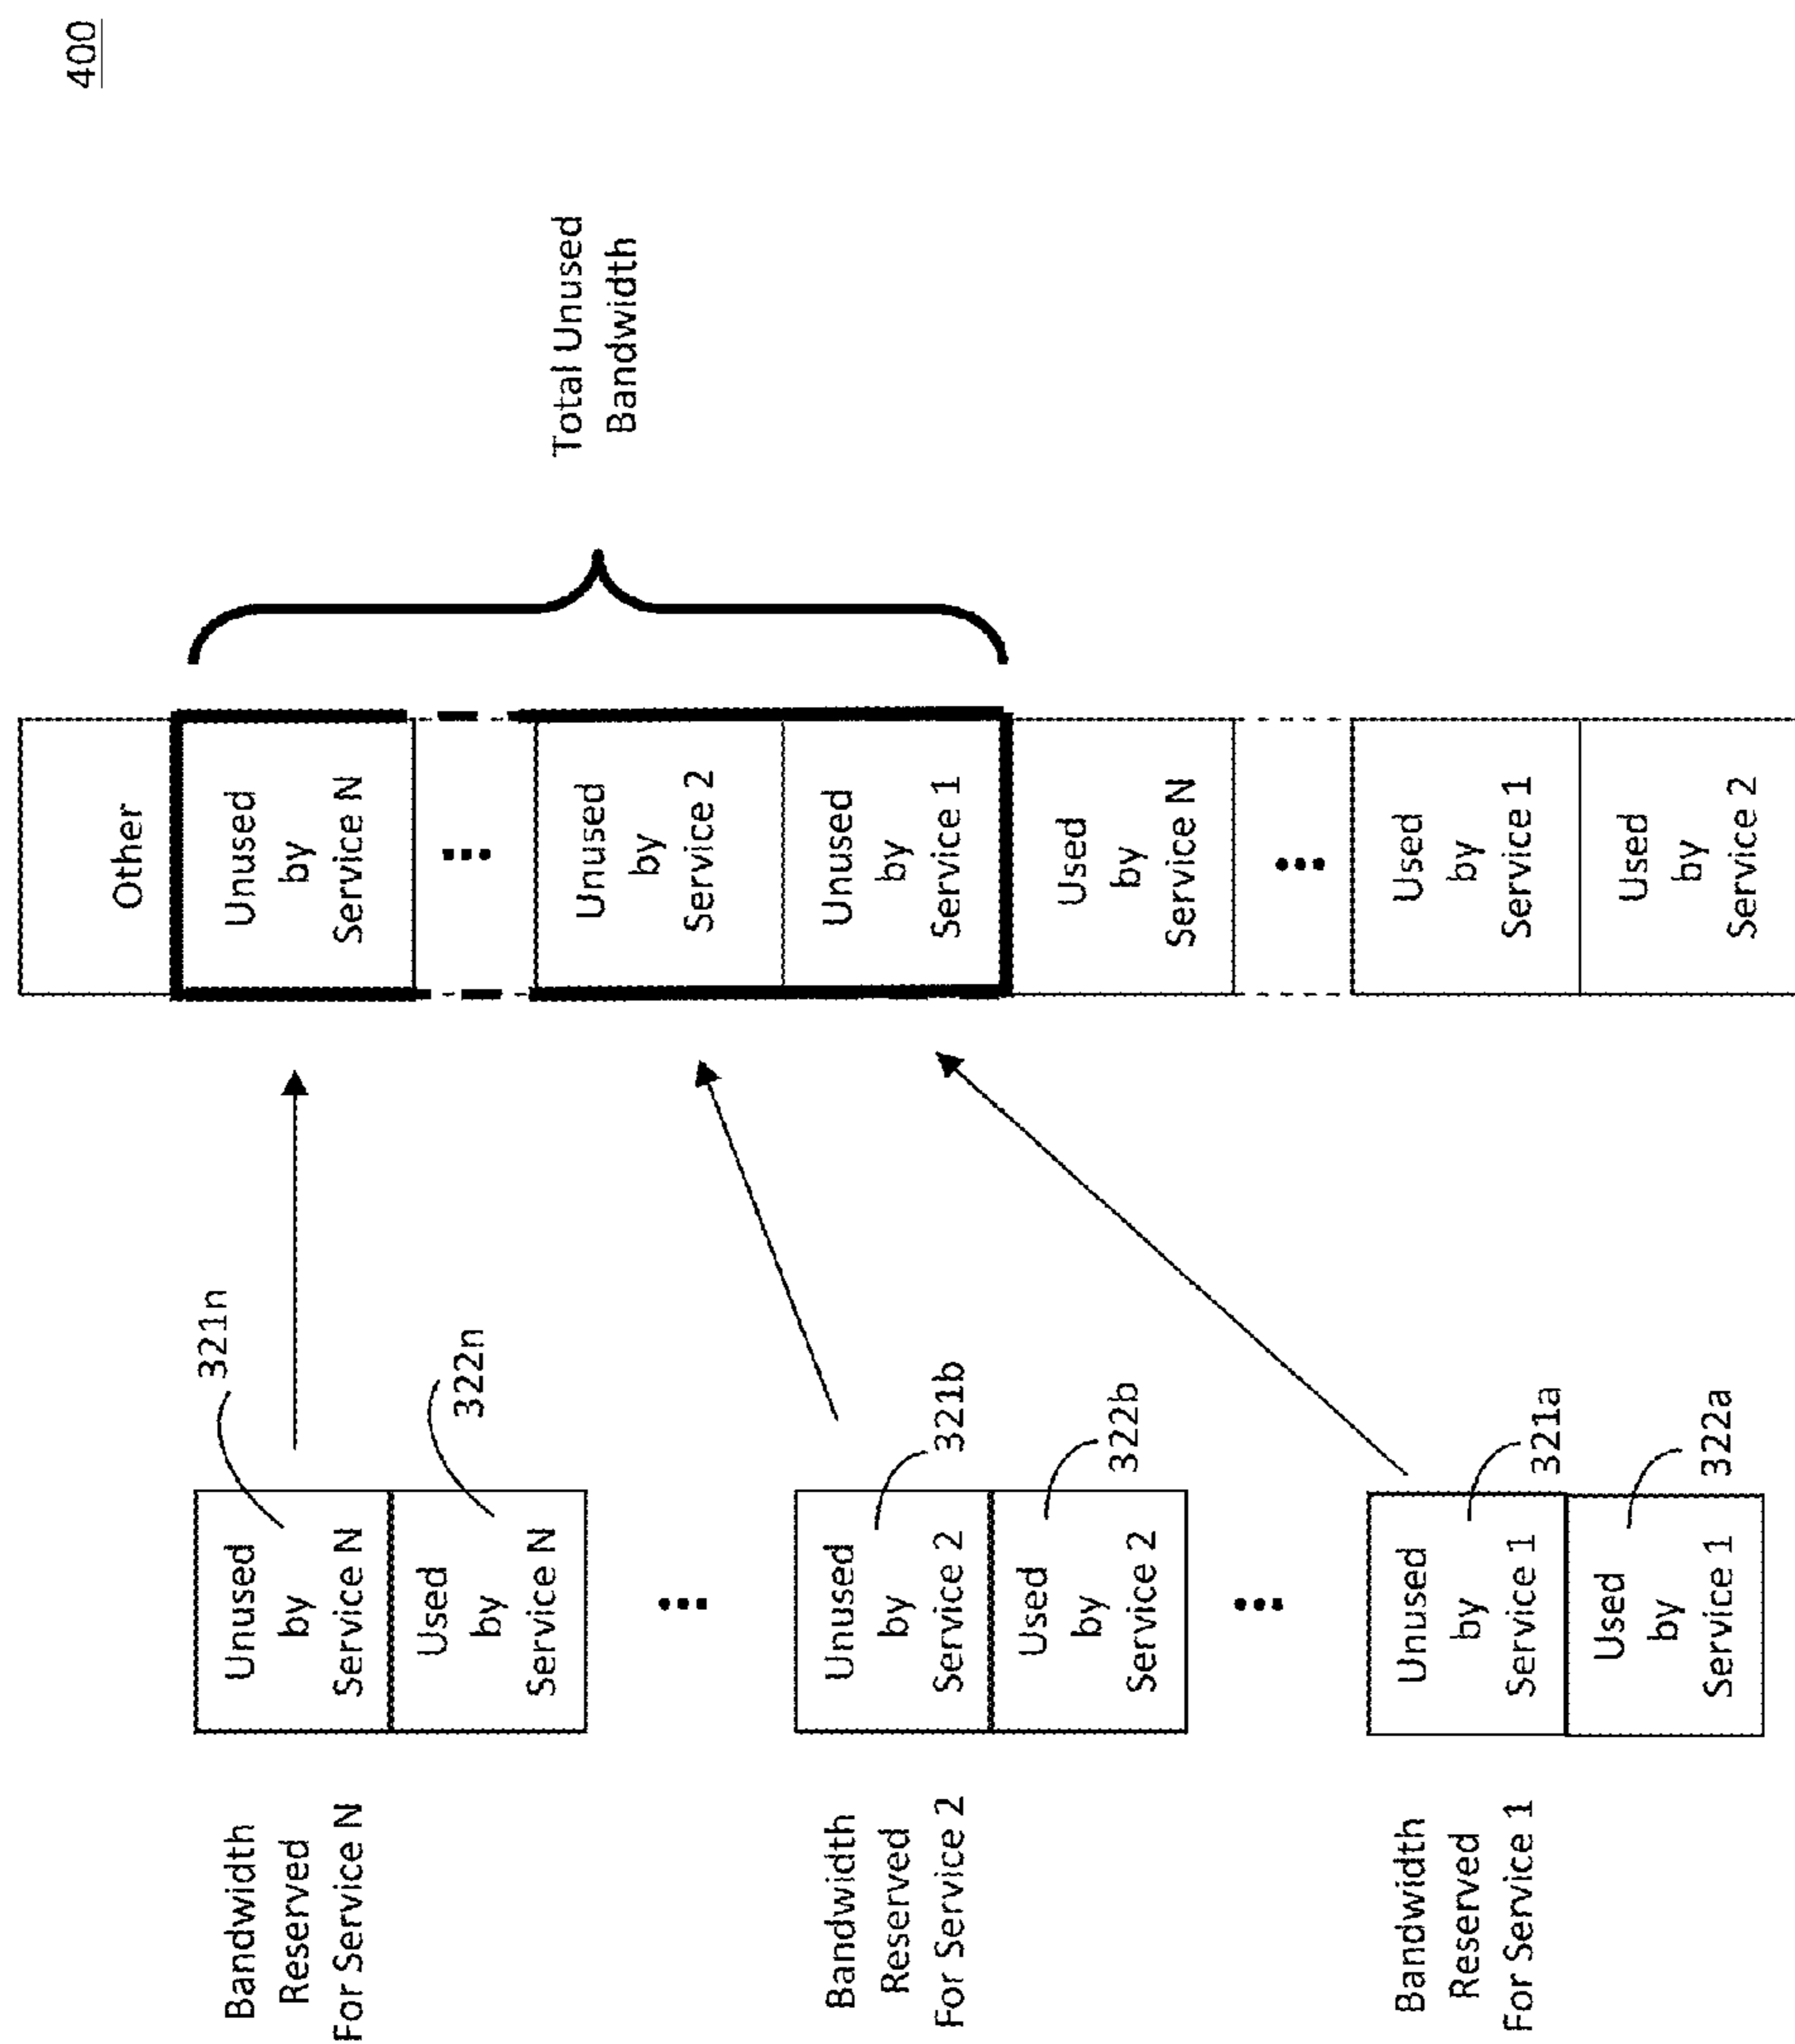 400
Bandwidth
Reserved
For Service N
Unused
by
Service N
321n
Used
by
Service N
322n
Bandwidth
Reserved
For Service 2
Unused
by
Service 2
321b
Used
by
Service 2
322b
Bandwidth
Reserved
For Service 1
Unused
by
Service 1
321a
Used
by
Service 1
322a
Other
Unused
by
Service N
Unused
by
Service 2
Unused
by
Service 1
Used
by
Service N
Used
by
Service 1
Used
by
Service 2
Total Unused
Bandwidth